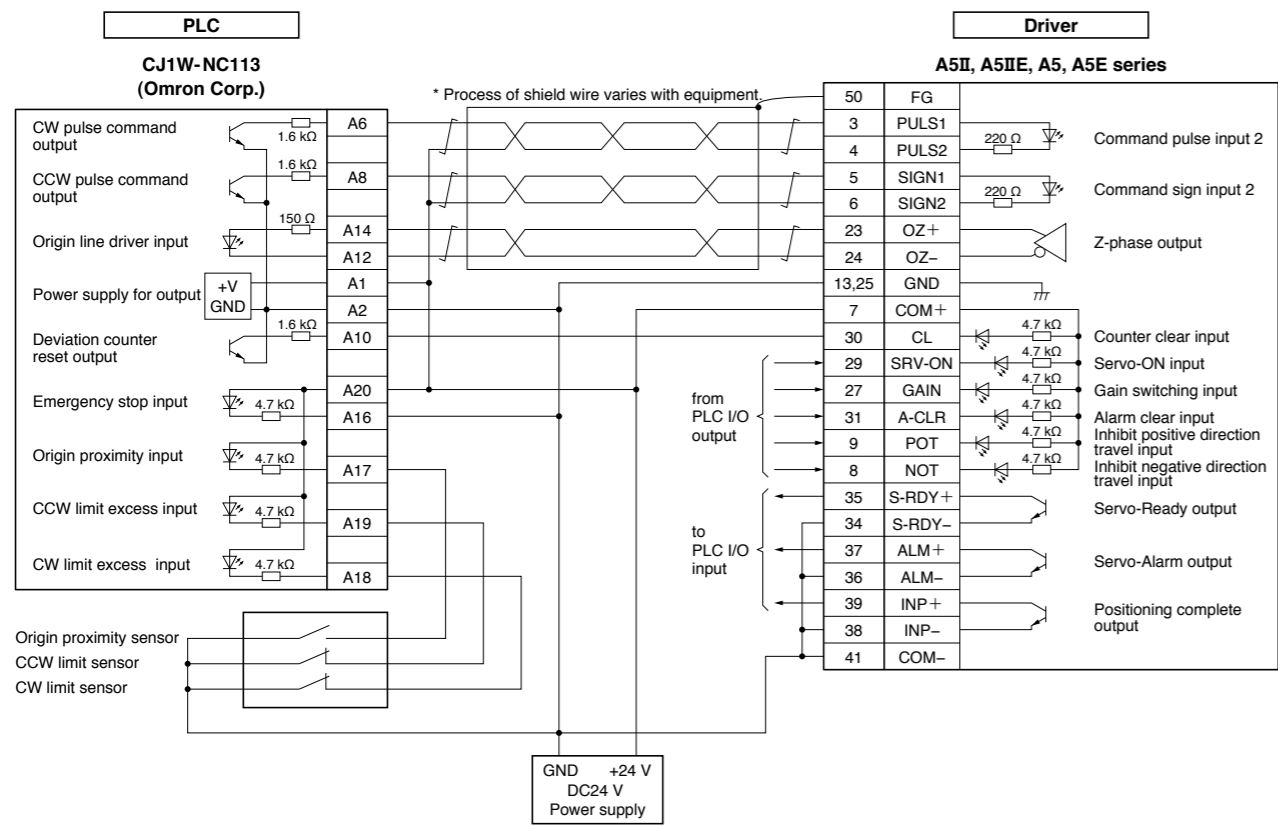 PLC
Driver
CJ1W-NC113
(Omron Corp.)
A5II, A5IIE, A5, A5E series
* Process of shield wire varies with equipment.
CW pulse command
output
1.6 kΩ
A6
CCW pulse command
output
1.6 kΩ
A8
Origin line driver input
150 Ω
A14
A12
Power supply for output
+V
GND
A1
A2
Deviation counter
reset output
1.6 kΩ
A10
A20
Emergency stop input
4.7 kΩ
A16
Origin proximity input
4.7 kΩ
A17
CCW limit excess input
4.7 kΩ
A19
CW limit excess input
4.7 kΩ
A18
Origin proximity sensor
CCW limit sensor
CW limit sensor
50 FG
3 PULS1
4 PULS2
220 Ω
Command pulse input 2
5 SIGN1
6 SIGN2
220 Ω
Command sign input 2
23 OZ+
24 OZ−
Z-phase output
13,25 GND
7 COM+
30 CL
4.7 kΩ
Counter clear input
29 SRV-ON
4.7 kΩ
Servo-ON input
27 GAIN
4.7 kΩ
Gain switching input
31 A-CLR
4.7 kΩ
Alarm clear input
9 POT
4.7 kΩ
Inhibit positive direction
travel input
8 NOT
4.7 kΩ
Inhibit negative direction
travel input
from
PLC I/O
output
35 S-RDY+
34 S-RDY−
Servo-Ready output
37 ALM+
36 ALM−
Servo-Alarm output
39 INP+
38 INP−
Positioning complete
output
41 COM−
to
PLC I/O
input
GND +24 V
DC24 V
Power supply